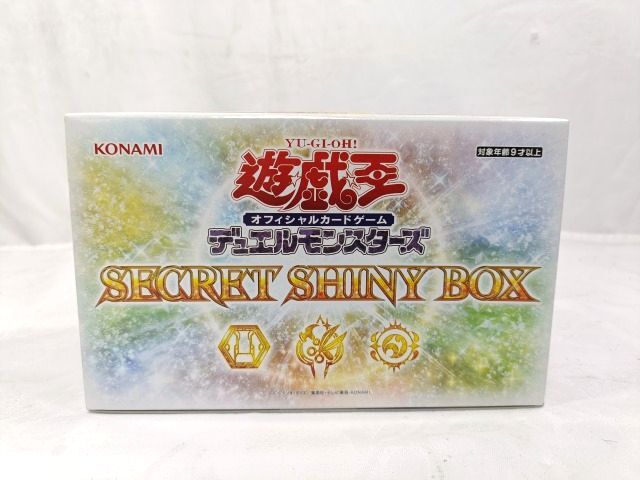 KONAMI
YU-GI-OH!
対象年齢9才以上
遊戯王
オフィシャルカードゲーム
デュエルモンスターズ
SECRET SHINY BOX